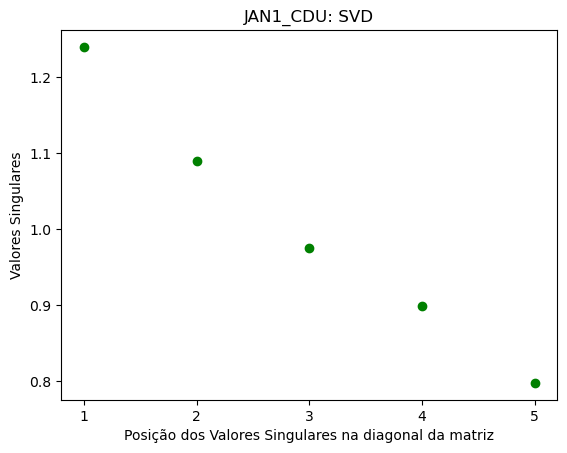 JAN1_CDU: SVD
Valores Singulares
1.2
1.1
1.0
0.9
0.8
1 2 3 4 5
Posição dos Valores Singulares na diagonal da matriz